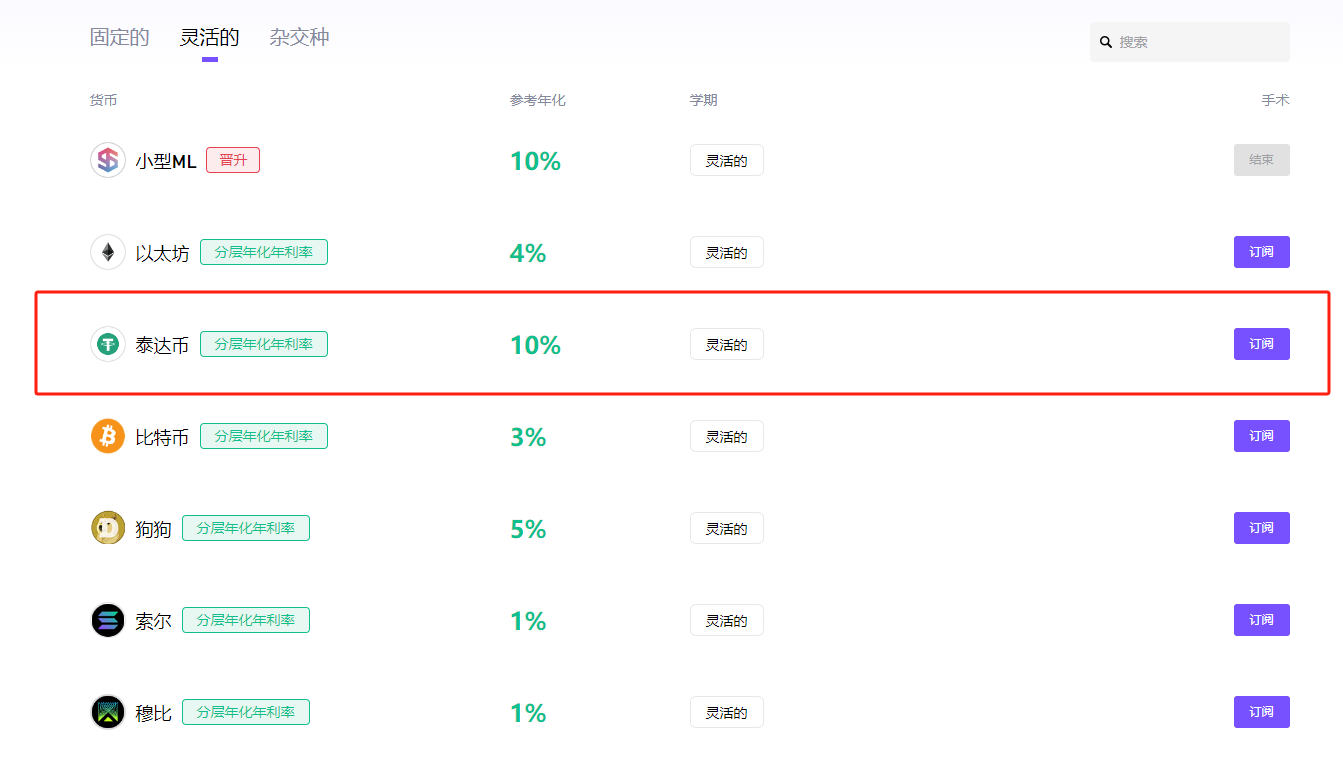 固定的 灵活的 杂交种 搜索
货币 参考年化 学期 手术
小型ML 晋升 10% 灵活的 结束
以太坊 分层年化年利率 4% 灵活的 订阅
泰达币 分层年化年利率 10% 灵活的 订阅
比特币 分层年化年利率 3% 灵活的 订阅
狗狗 分层年化年利率 5% 灵活的 订阅
索尔 分层年化年利率 1% 灵活的 订阅
穆比 分层年化年利率 1% 灵活的 订阅